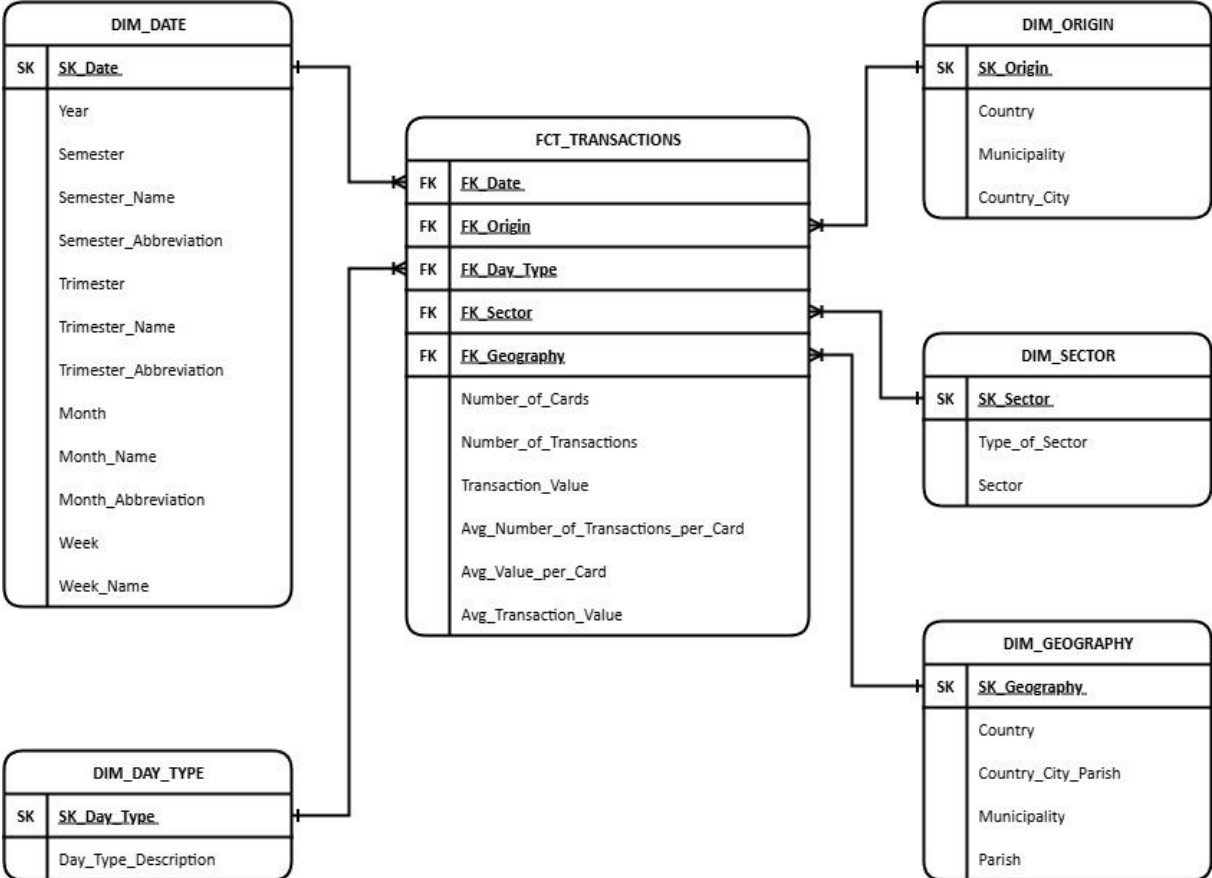 DIM_DATE
SK SK_Date
Year
Semester
Semester_Name
Semester_Abbreviation
Trimester
Trimester_Name
Trimester_Abbreviation
Month
Month_Name
Month_Abbreviation
Week
Week_Name
DIM_DAY_TYPE
SK SK_Day_Type
Day_Type_Description
FCT_TRANSACTIONS
FK FK_Date
FK FK_Origin
FK FK_Day_Type
FK FK_Sector
FK FK_Geography
Number_of_Cards
Number_of_Transactions
Transaction_Value
Avg_Number_of_Transactions_per_Card
Avg_Value_per_Card
Avg_Transaction_Value
DIM_ORIGIN
SK SK_Origin
Country
Municipality
Country_City
DIM_SECTOR
SK SK_Sector
Type_of_Sector
Sector
DIM_GEOGRAPHY
SK SK_Geography
Country
Country_City_Parish
Municipality
Parish